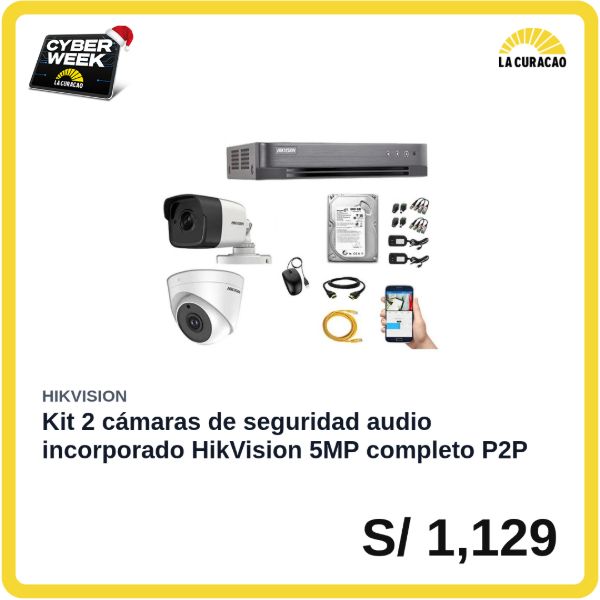 CYBER
WEEK
LA CURACAO
LA CURACAO
HIKVISION
HIKVISION
HIKVISION
HIKVISION
Kit 2 cámaras de seguridad audio
incorporado HikVision 5MP completo P2P
S/ 1,129